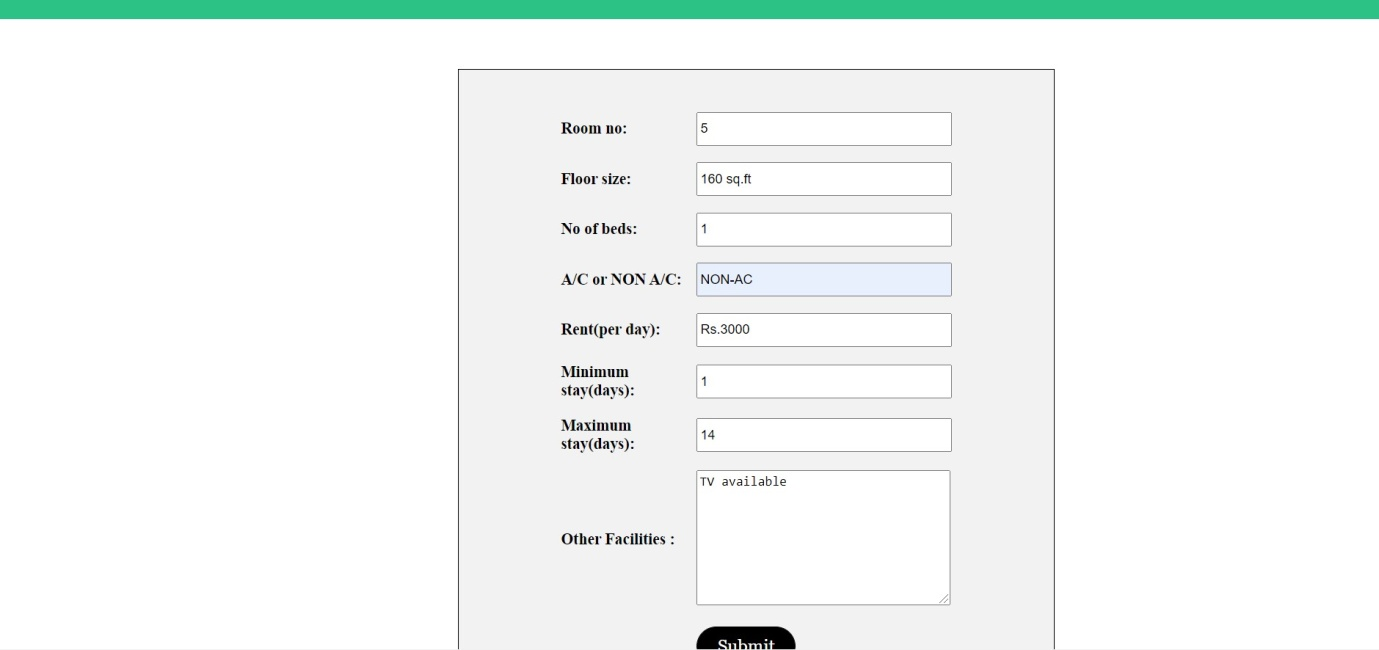 Room no: 5
Floor size: 160 sq.ft
No of beds: 1
A/C or NON A/C: NON-AC
Rent(per day): Rs.3000
Minimum
stay(days): 1
Maximum
stay(days): 14
TV available
Other Facilities :
Submit